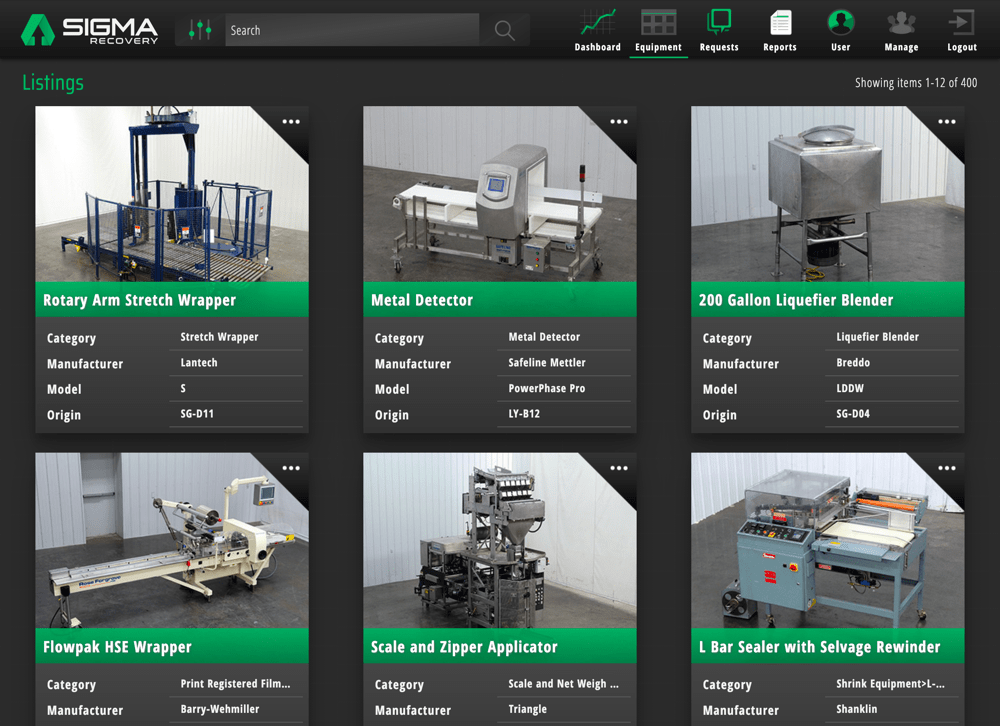 SIGMA
RECOVERY
Search
Dashboard
Equipment
Requests
Reports
User
Manage
Logout
Listings
Showing items 1-12 of 400
Rotary Arm Stretch Wrapper
Category Stretch Wrapper
Manufacturer Lantech
Model S
Origin SG-D11
Metal Detector
Category Metal Detector
Manufacturer Safeline Mettler
Model PowerPhase Pro
Origin LY-B12
200 Gallon Liquefier Blender
Category Liquefier Blender
Manufacturer Breddo
Model LDDW
Origin SG-D04
Flowpak HSE Wrapper
Category Print Registered Film...
Manufacturer Barry-Wehmiller
Scale and Zipper Applicator
Category Scale and Net Weigh ...
Manufacturer Triangle
L Bar Sealer with Selvage Rewinder
Category Shrink Equipment>L-...
Manufacturer Shanklin